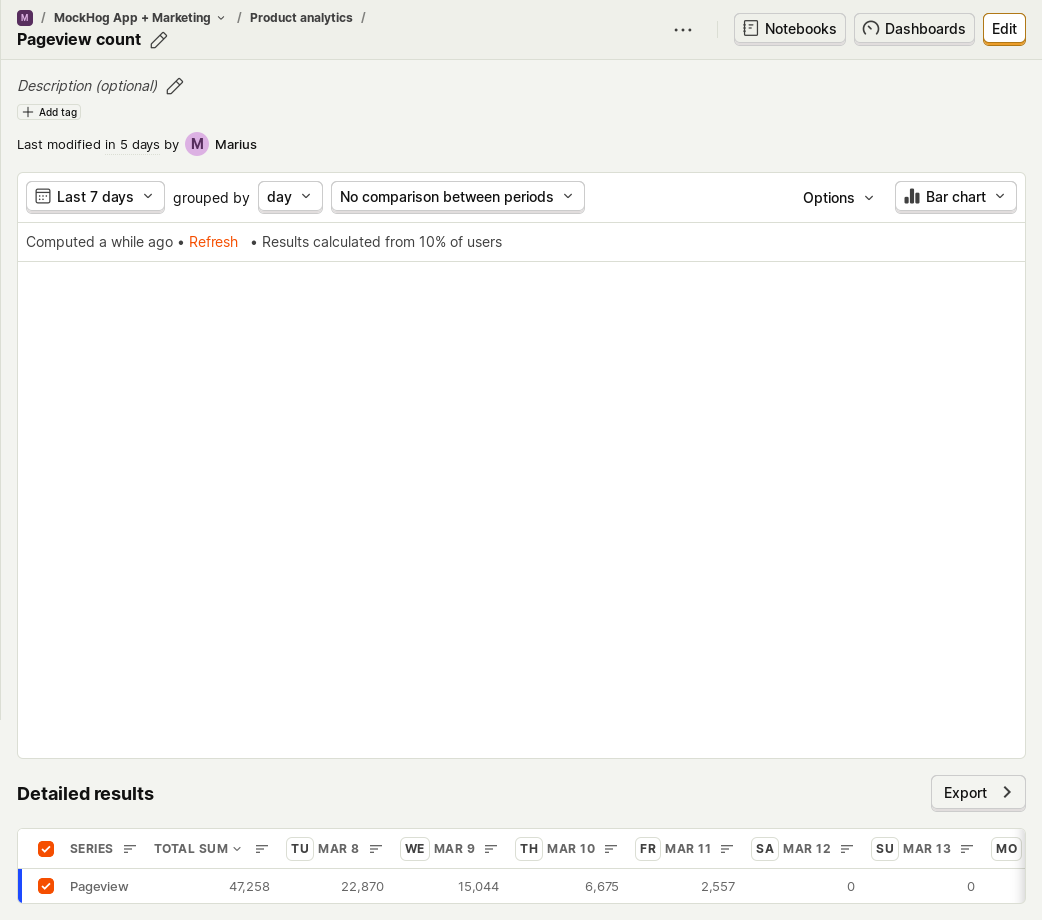 M / MockHog App + Marketing / Product analytics /
Pageview count
Notebooks Dashboards Edit
Description (optional)
Add tag
Last modified in 5 days by M Marius
Last 7 days grouped by day No comparison between periods Options Bar chart
Computed a while ago • Refresh • Results calculated from 10% of users
Detailed results
Export
SERIES TOTAL SUM TU MAR 8 WE MAR 9 TH MAR 10 FR MAR 11 SA MAR 12 SU MAR 13 MO
Pageview 47,258 22,870 15,044 6,675 2,557 0 0